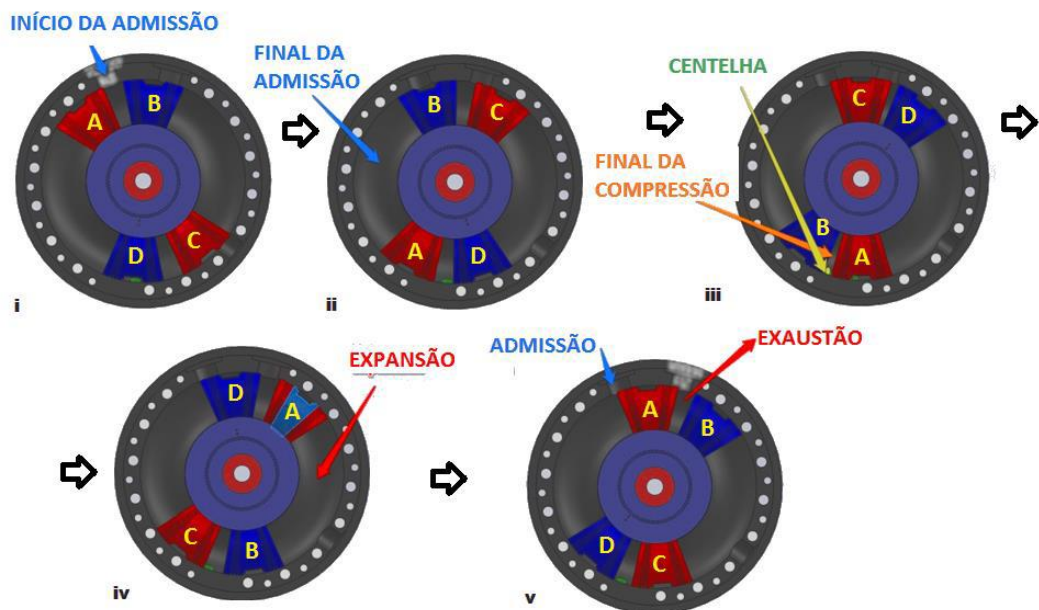 INÍCIO DA ADMISSÃO
A
B
C
D
i
FINAL DA
ADMISSÃO
B
C
A
D
ii
CENTELHA
FINAL DA
COMPRESSÃO
C
D
B
A
iii
EXPANSÃO
D
A
C
B
iv
ADMISSÃO
EXAUSTÃO
A
B
D
C
v